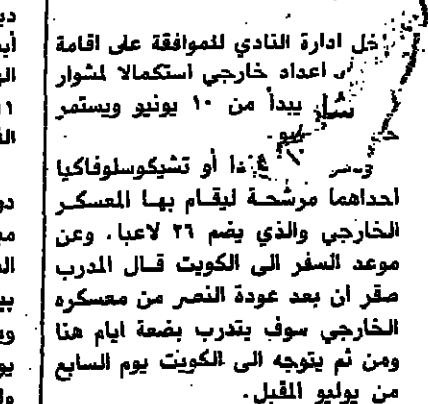 دخل ادارة النادي للموافقة على اقامة
اعداد خارجي استكمالا لمشوار
يبدأ من ١٠ يونيو ويستمر
أو تشيكوسلوفاكيا
احداهما مرشحة ليقام بها المعسكر
الخارجي والذي يضم ٢٦ لاعبا. وعن
موعد السفر الى الكويت قال المدرب
صقر ان بعد عودة النصر من معسكره
الخارجي سوف يتدرب بضعة ايام هنا
ومن ثم يتوجه الى الكويت يوم السابع
من يوليو المقبل.